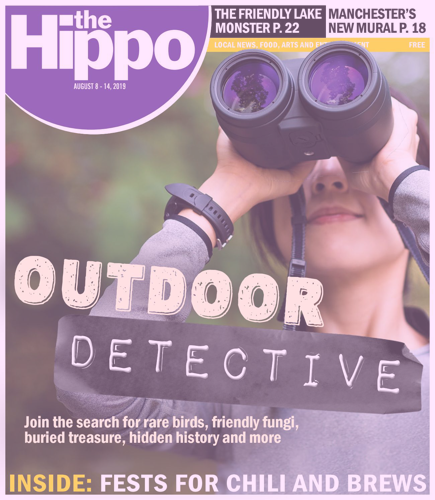 the
Hippo
AUGUST 8 - 14, 2019
THE FRIENDLY LAKE
MONSTER P. 22
MANCHESTER'S
NEW MURAL P. 18
LOCAL NEWS, FOOD, ARTS AND ENTERTAINMENT FREE
OUTDOOR
DETECTIVE
Join the search for rare birds, friendly fungi,
buried treasure, hidden history and more
INSIDE: FESTS FOR CHILI AND BREWS